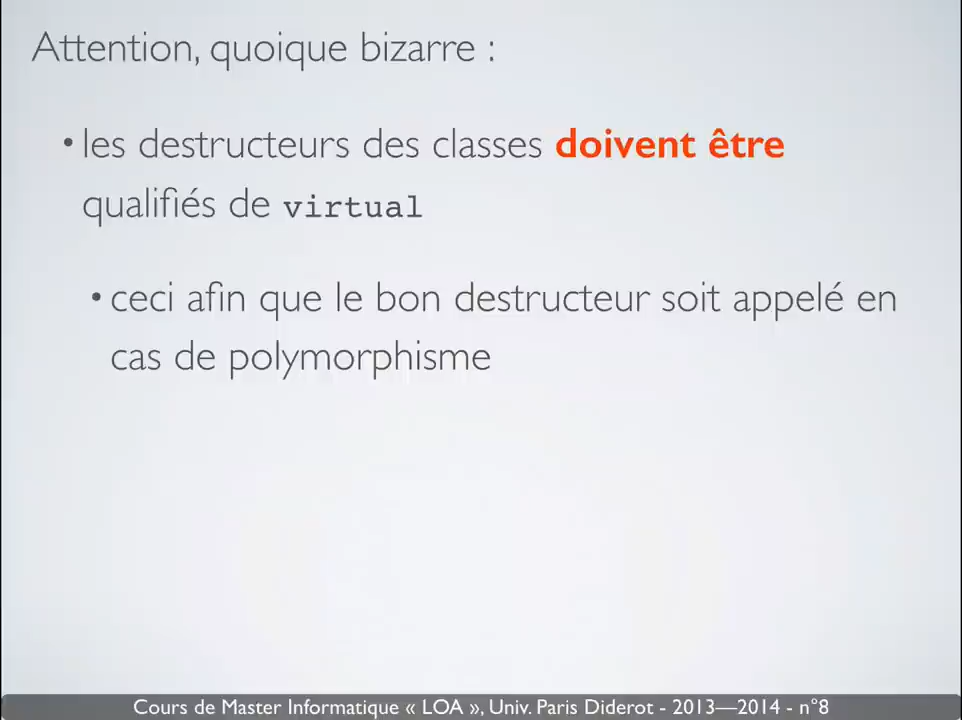 Attention, quoique bizarre :
• les destructeurs des classes doivent être
qualifiés de virtual
• ceci afin que le bon destructeur soit appelé en
cas de polymorphisme
Cours de Master Informatique « LOA », Univ. Paris Diderot - 2013—2014 - n°8